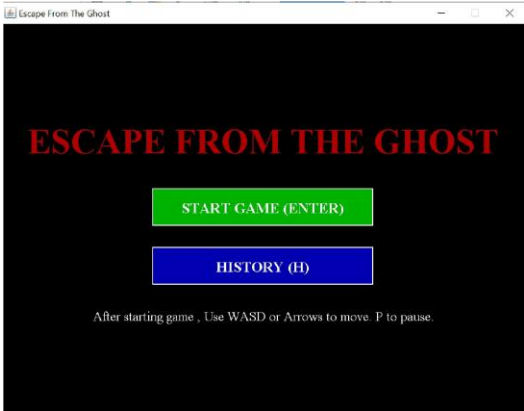 Escape From The Ghost
ESCAPE FROM THE GHOST
START GAME (ENTER)
HISTORY (H)
After starting game , Use WASD or Arrows to move. P to pause.